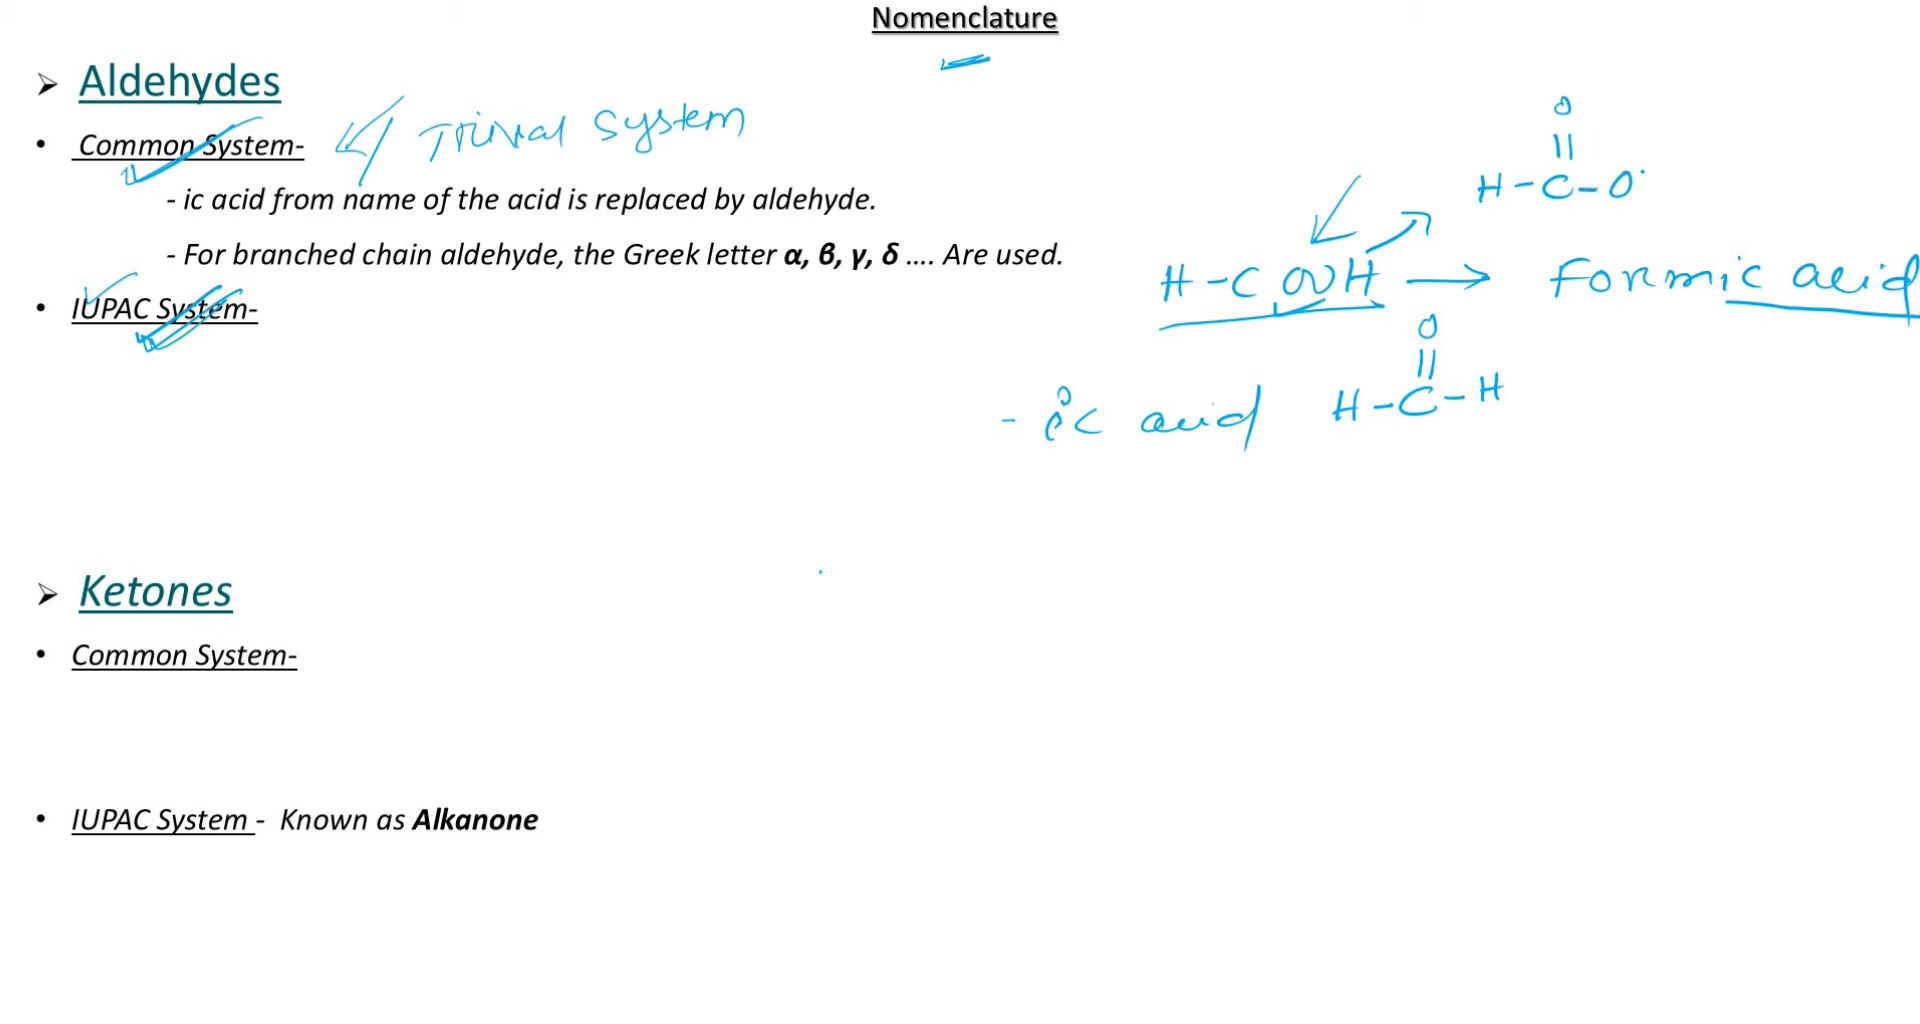 Nomenclature
➢ Aldehydes
• Common System- Trivial System
- ic acid from name of the acid is replaced by aldehyde.
- For branched chain aldehyde, the Greek letter α, β, γ, δ .... Are used.
• IUPAC System-
O
||
H-C-O
H-COOH → Formic acid
O
||
- ic acid H-C-H
➢ Ketones
• Common System-
• IUPAC System - Known as Alkanone